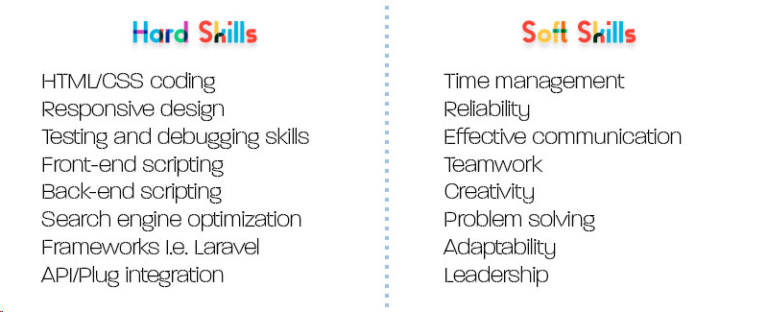 Hard Skills
HTML/CSS coding
Responsive design
Testing and debugging skills
Front-end scripting
Back-end scripting
Search engine optimization
Frameworks I.e. Laravel
API/Plug integration
Soft Skills
Time management
Reliability
Effective communication
Teamwork
Creativity
Problem solving
Adaptability
Leadership